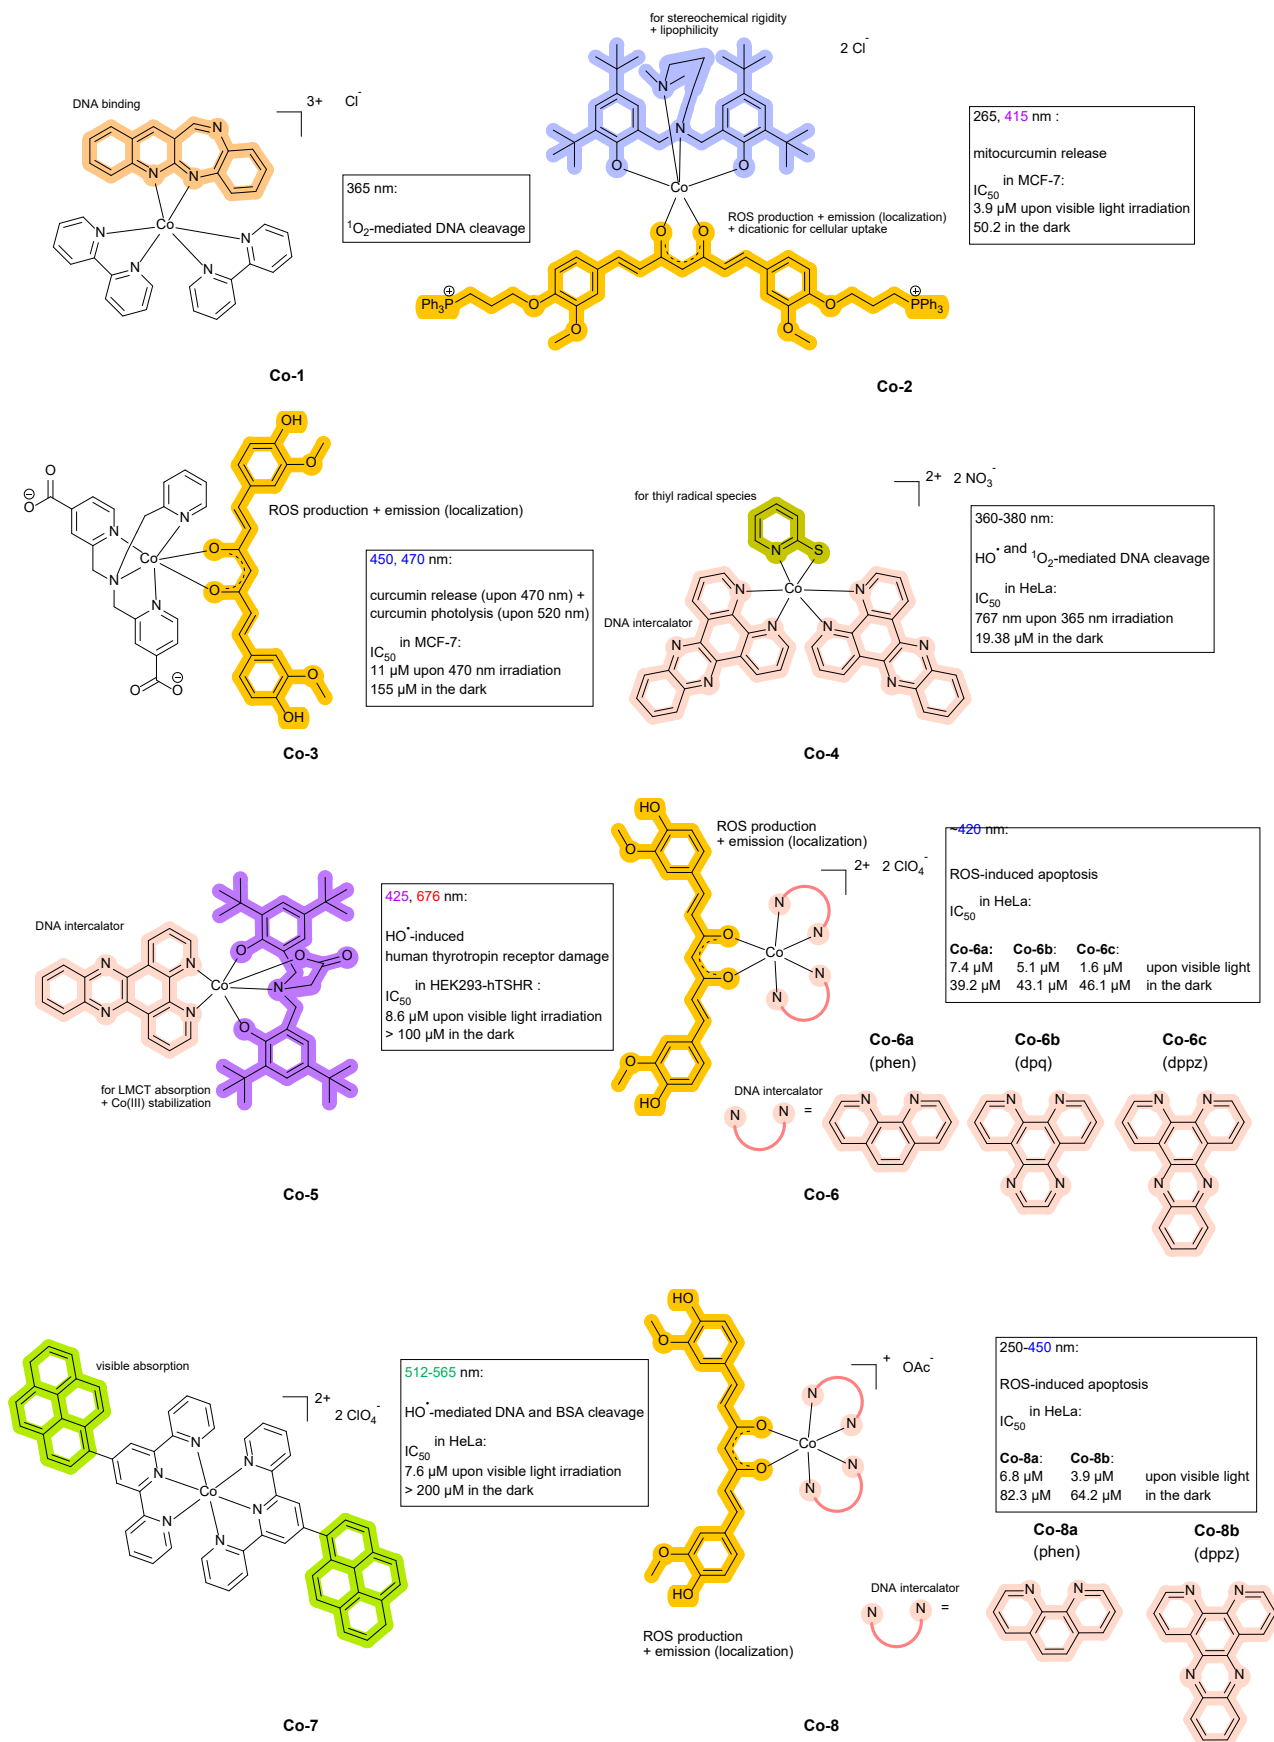 for stereochemical rigidity
+ lipophilicity
2 Cl-
DNA binding
3+ Cl-
N
N
N
Co
N
N
N
N
365 nm:
1O2-mediated DNA cleavage
Co-1
N
N
O
O
Co
O
O
ROS production + emission (localization)
+ dicationic for cellular uptake
⊕
Ph3P
O
O
O
O
⊕
PPh3
265, 415 nm :
mitocurcumin release
IC50 in MCF-7:
3.9 µM upon visible light irradiation
50.2 in the dark
Co-2
OH
O
O
⊖
O
N
N
Co
N
N
O
O
O
⊖
O
O
OH
ROS production + emission (localization)
450, 470 nm:
curcumin release (upon 470 nm) +
curcumin photolysis (upon 520 nm)
IC50 in MCF-7:
11 µM upon 470 nm irradiation
155 µM in the dark
Co-3
2+ 2 NO3-
for thiyl radical species
N
S
Co
N
N
N
N
DNA intercalator
N
N
N
N
360-380 nm:
HO• and 1O2-mediated DNA cleavage
IC50 in HeLa:
767 nm upon 365 nm irradiation
19.38 µM in the dark
Co-4
DNA intercalator
N
N
N
N
Co
O
O
O
N
O
for LMCT absorption
+ Co(III) stabilization
425, 676 nm:
HO•-induced
human thyrotropin receptor damage
IC50 in HEK293-hTSHR :
8.6 µM upon visible light irradiation
> 100 µM in the dark
Co-5
HO
O
ROS production
+ emission (localization)
2+ 2 ClO4-
N
N
O
Co
O
N
N
O
HO
~420 nm:
ROS-induced apoptosis
IC50 in HeLa:
Co-6a: Co-6b: Co-6c:
7.4 µM 5.1 µM 1.6 µM upon visible light
39.2 µM 43.1 µM 46.1 µM in the dark
Co-6a
(phen)
Co-6b
(dpq)
Co-6c
(dppz)
DNA intercalator
N N =
N N
N N
N N
N N
N N
Co-6
visible absorption
2+
2 ClO4-
N
N
N
Co
N
N
N
512-565 nm:
HO•-mediated DNA and BSA cleavage
IC50 in HeLa:
7.6 µM upon visible light irradiation
> 200 µM in the dark
Co-7
HO
O
+ OAc-
N
N
O
Co
O
N
N
O
HO
ROS production
+ emission (localization)
250-450 nm:
ROS-induced apoptosis
IC50 in HeLa:
Co-8a: Co-8b:
6.8 µM 3.9 µM upon visible light
82.3 µM 64.2 µM in the dark
Co-8a
(phen)
Co-8b
(dppz)
DNA intercalator
N N =
N N
N N
N N
Co-8